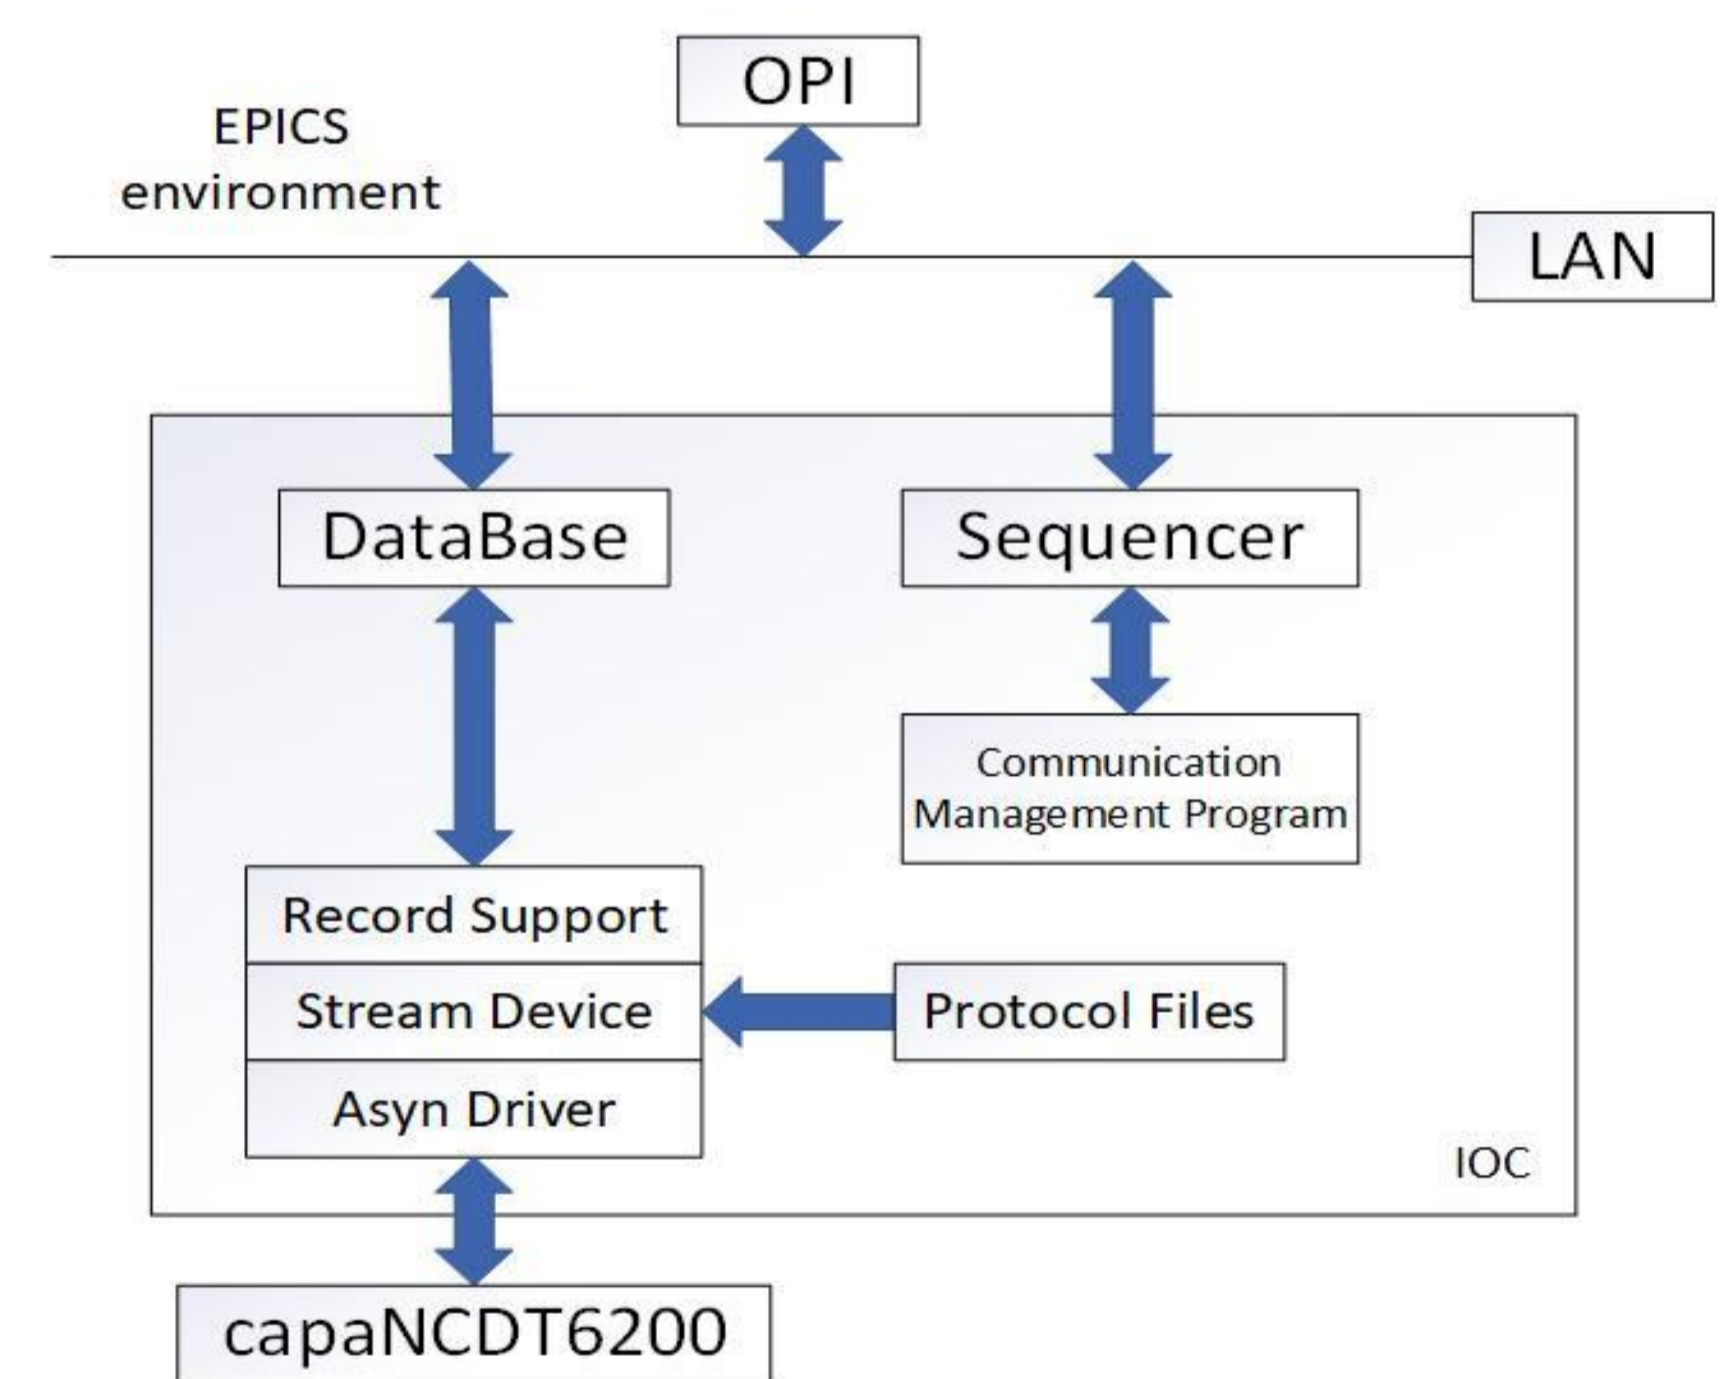 OPI
EPICS
environment
LAN
DataBase
Sequencer
Communication
Management Program
Record Support
Stream Device
Protocol Files
Asyn Driver
IOC
capaNCDT6200